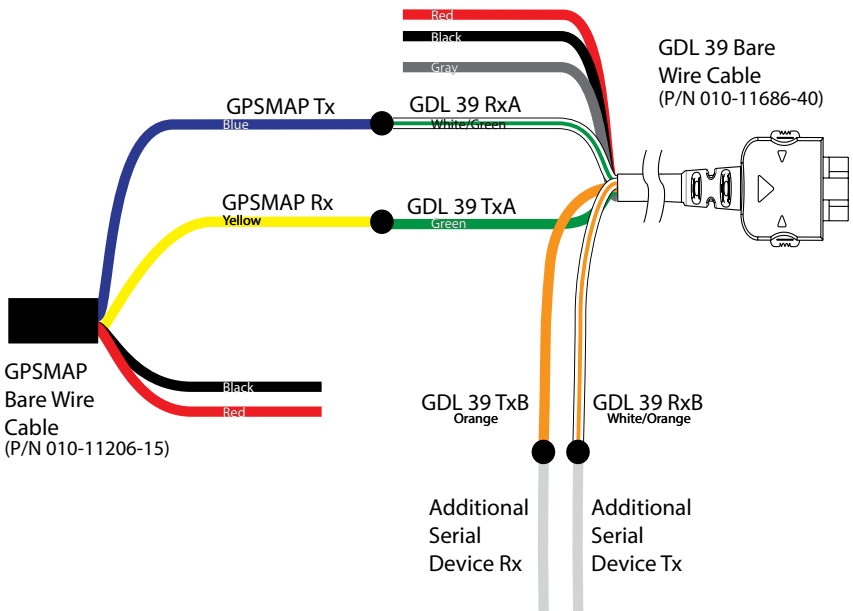 Red
Black
Gray
GDL 39 Bare
Wire Cable
(P/N 010-11686-40)
GPSMAP Tx
Blue
GDL 39 RxA
White/Green
GPSMAP Rx
Yellow
GDL 39 TxA
Green
GPSMAP
Bare Wire
Cable
(P/N 010-11206-15)
Black
Red
GDL 39 TxB
Orange
GDL 39 RxB
White/Orange
Additional
Serial
Device Rx
Additional
Serial
Device Tx